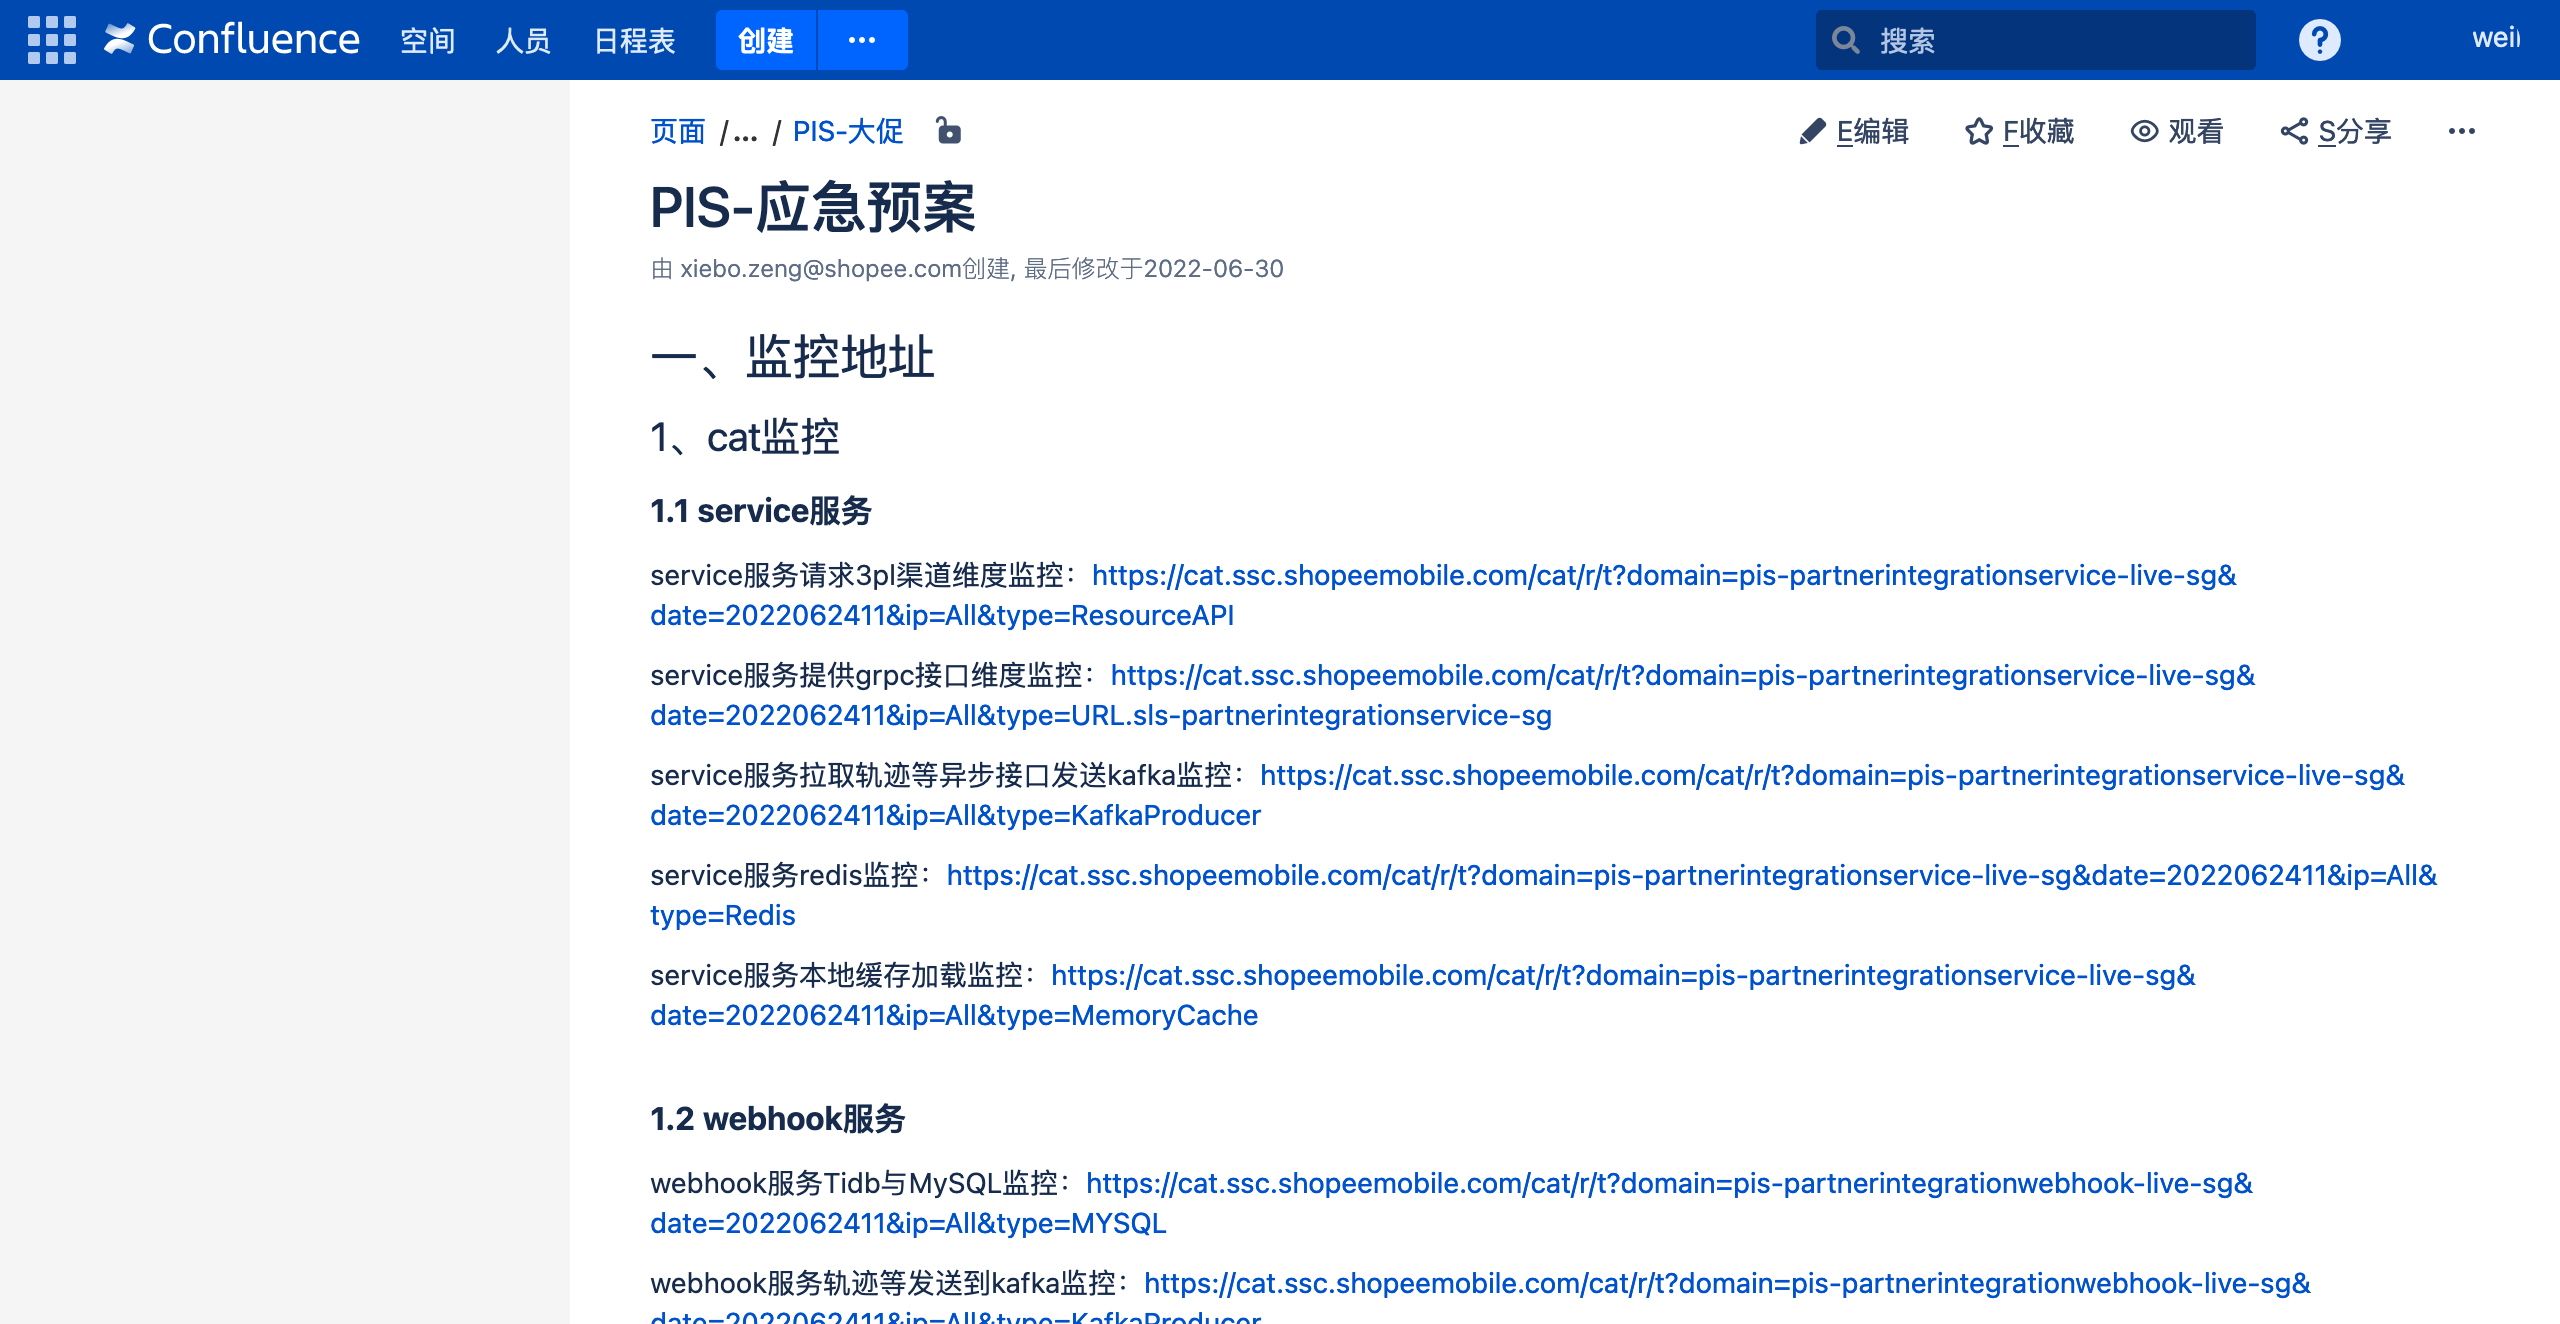 Confluence 空间 人员 日程表 创建 ··· 搜索 ?
页面 /... / PIS-大促 E编辑 F收藏 观看 S分享 ···
PIS-应急预案
由 xiebo.zeng@shopee.com创建, 最后修改于2022-06-30
一、监控地址
1、cat监控
1.1 service服务
service服务请求3pl渠道维度监控：https://cat.ssc.shopeemobile.com/cat/r/t?domain=pis-partnerintegrationservice-live-sg&
date=2022062411&ip=All&type=ResourceAPI
service服务提供grpc接口维度监控：https://cat.ssc.shopeemobile.com/cat/r/t?domain=pis-partnerintegrationservice-live-sg&
date=2022062411&ip=All&type=URL.sls-partnerintegrationservice-sg
service服务拉取轨迹等异步接口发送kafka监控：https://cat.ssc.shopeemobile.com/cat/r/t?domain=pis-partnerintegrationservice-live-sg&
date=2022062411&ip=All&type=KafkaProducer
service服务redis监控：https://cat.ssc.shopeemobile.com/cat/r/t?domain=pis-partnerintegrationservice-live-sg&date=2022062411&ip=All&
type=Redis
service服务本地缓存加载监控：https://cat.ssc.shopeemobile.com/cat/r/t?domain=pis-partnerintegrationservice-live-sg&
date=2022062411&ip=All&type=MemoryCache
1.2 webhook服务
webhook服务Tidb与MySQL监控：https://cat.ssc.shopeemobile.com/cat/r/t?domain=pis-partnerintegrationwebhook-live-sg&
date=2022062411&ip=All&type=MYSQL
webhook服务轨迹等发送到kafka监控：https://cat.ssc.shopeemobile.com/cat/r/t?domain=pis-partnerintegrationwebhook-live-sg&
date=2022062411&ip=All&type=KafkaProducer